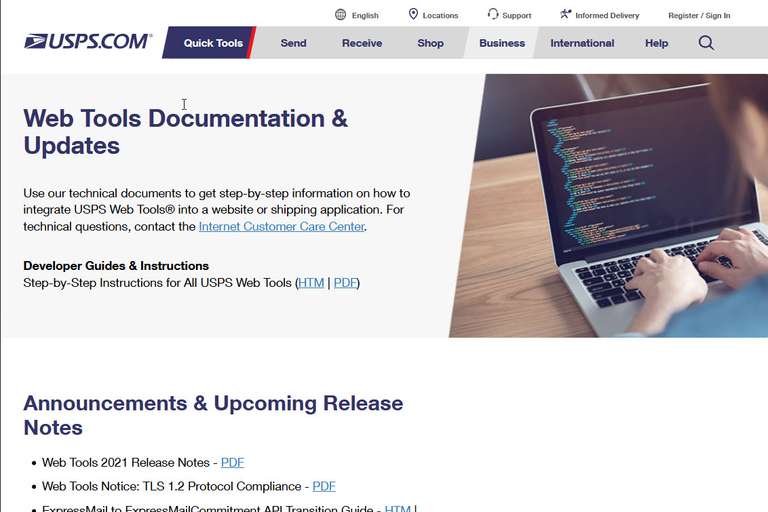 English
Locations
Support
Informed Delivery
Register / Sign In
USPS.COM®
Quick Tools
Send
Receive
Shop
Business
International
Help
Web Tools Documentation &
Updates
Use our technical documents to get step-by-step information on how to
integrate USPS Web Tools® into a website or shipping application. For
technical questions, contact the Internet Customer Care Center.
Developer Guides & Instructions
Step-by-Step Instructions for All USPS Web Tools (HTM | PDF)
Announcements & Upcoming Release
Notes
• Web Tools 2021 Release Notes - PDF
• Web Tools Notice: TLS 1.2 Protocol Compliance - PDF
• ExpressMail to ExpressMailCommitment API Transition Guide - HTM |